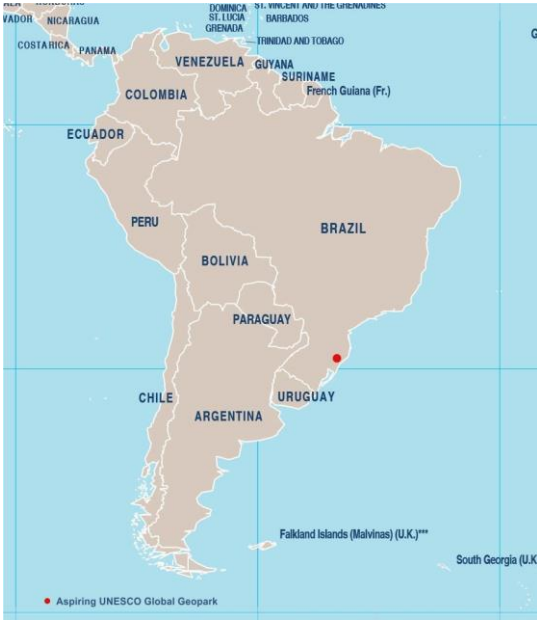 DOMINICA
ST. VINCENT AND THE GRENADINES
ST. LUCIA
BARBADOS
GRENADA
NICARAGUA
TRINIDAD AND TOBAGO
COSTA RICA
PANAMA
VENEZUELA
GUYANA
SURINAME
French Guiana (Fr.)
COLOMBIA
ECUADOR
PERU
BRAZIL
BOLIVIA
PARAGUAY
CHILE
URUGUAY
ARGENTINA
Falkland Islands (Malvinas) (U.K.)***
South Georgia (U.K
Aspiring UNESCO Global Geopark